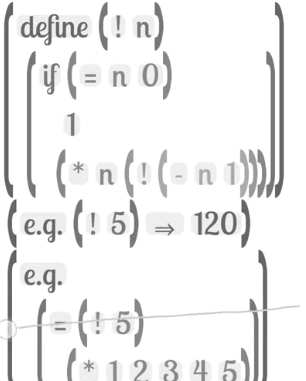 (define (! n)
(if (= n 0)
1
(* n (! (- n 1)))))
(e.g. (! 5) ⇒ 120)
(e.g.
(= (! 5)
(* 1 2 3 4 5)